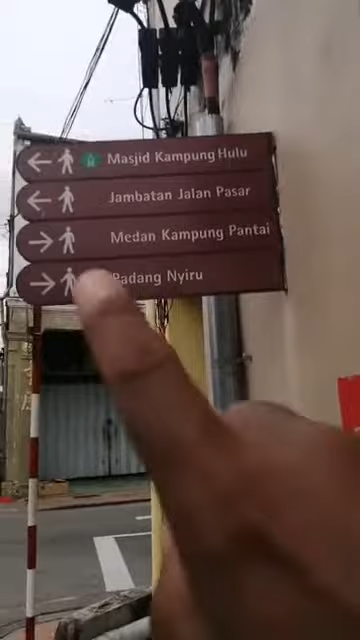 Masjid Kampung Hulu
Jambatan Jalan Pasar
Medan Kampung Pantai
Padang Nyiru